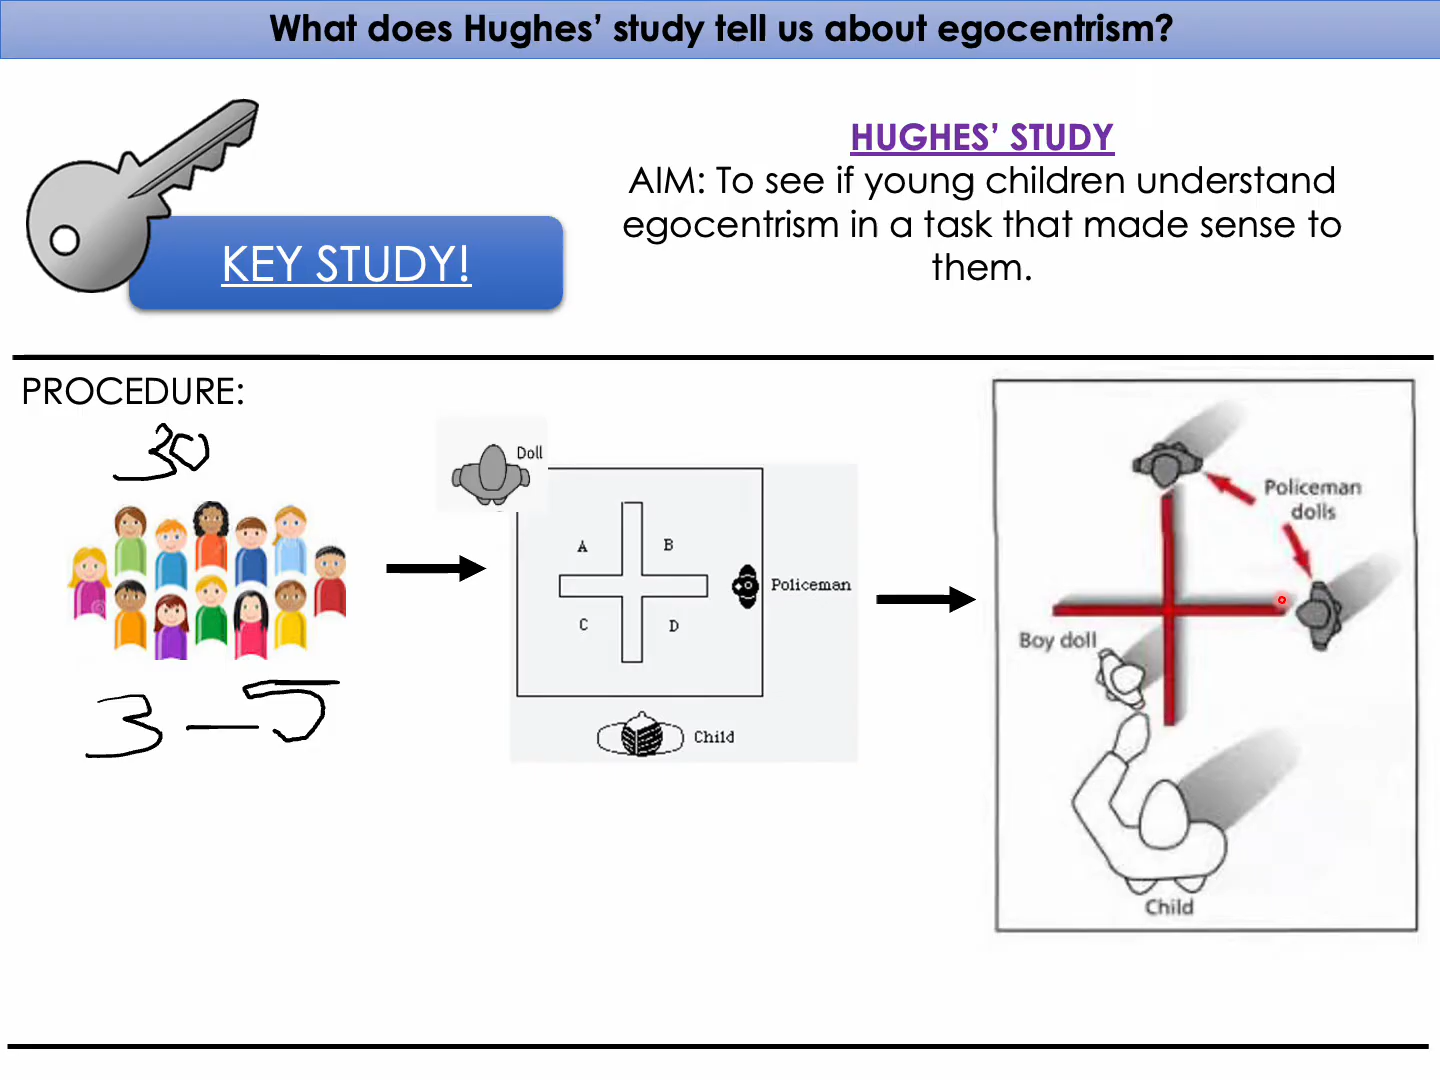 What does Hughes’ study tell us about egocentrism?
KEY STUDY!
HUGHES’ STUDY
AIM: To see if young children understand
egocentrism in a task that made sense to
them.
PROCEDURE:
30
3 – 5
Doll
A
B
Policeman
C
D
Child
Policeman
dolls
Boy doll
Child